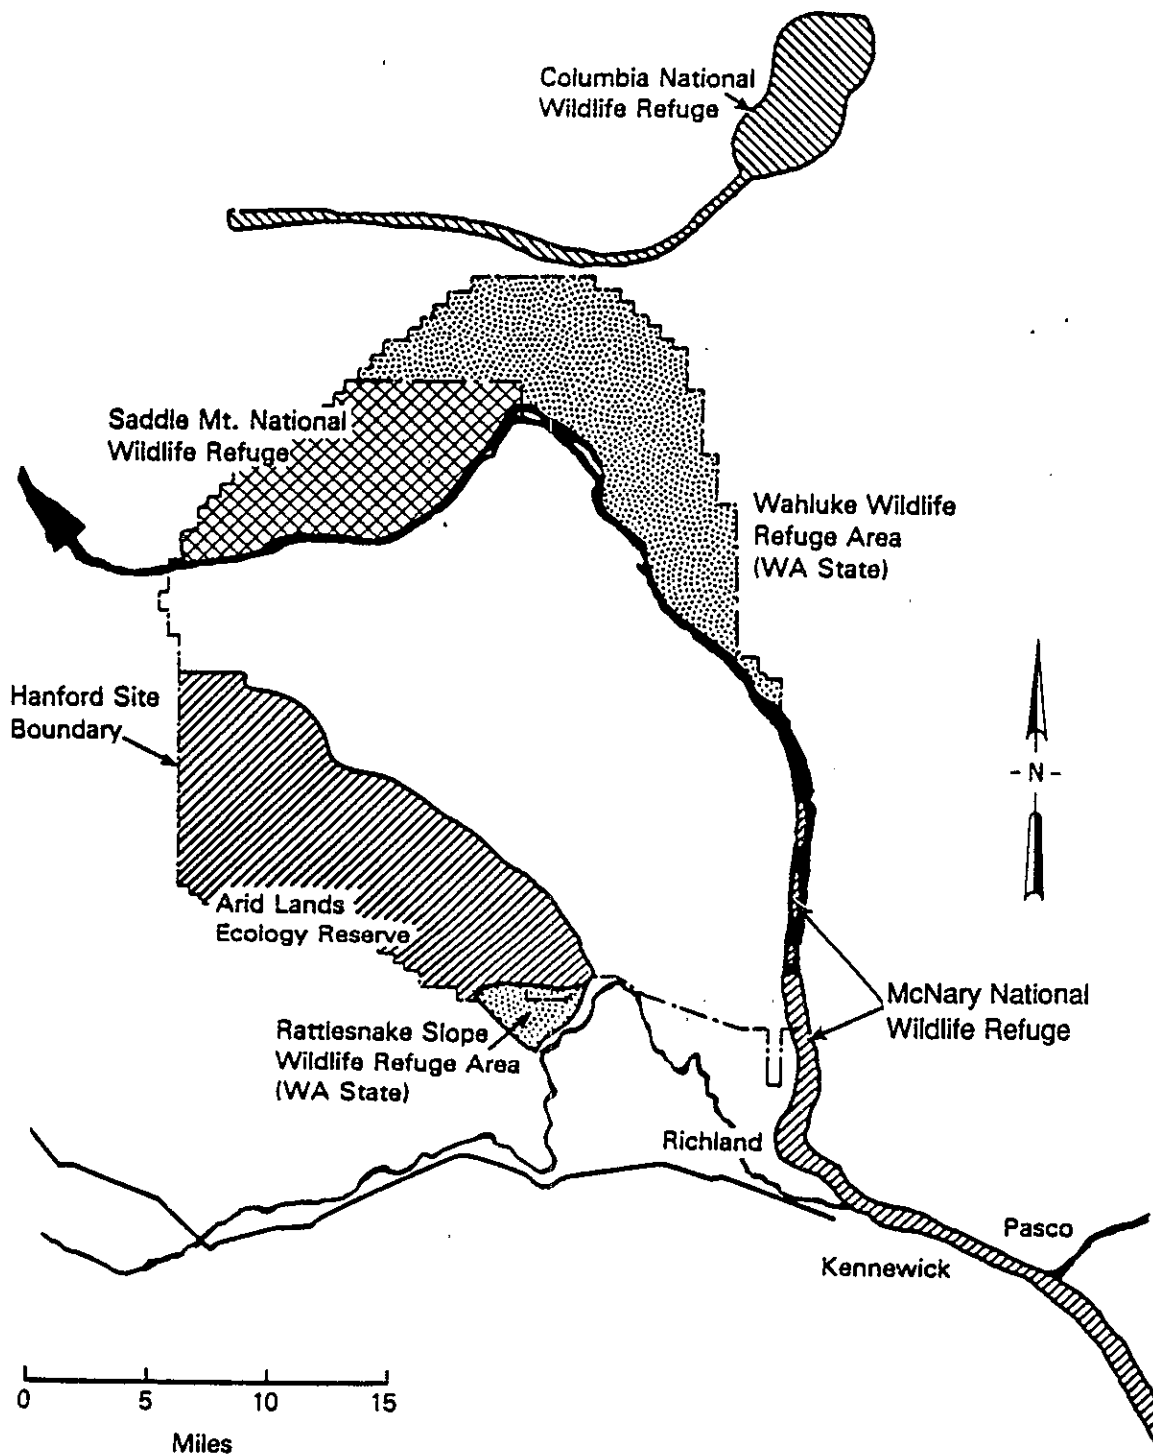 Columbia National
Wildlife Refuge
Saddle Mt. National
Wildlife Refuge
Wahluke Wildlife
Refuge Area
(WA State)
Hanford Site
Boundary
- N -
Arid Lands
Ecology Reserve
McNary National
Wildlife Refuge
Rattlesnake Slope
Wildlife Refuge Area
(WA State)
Richland
Pasco
Kennewick
0 5 10 15
Miles